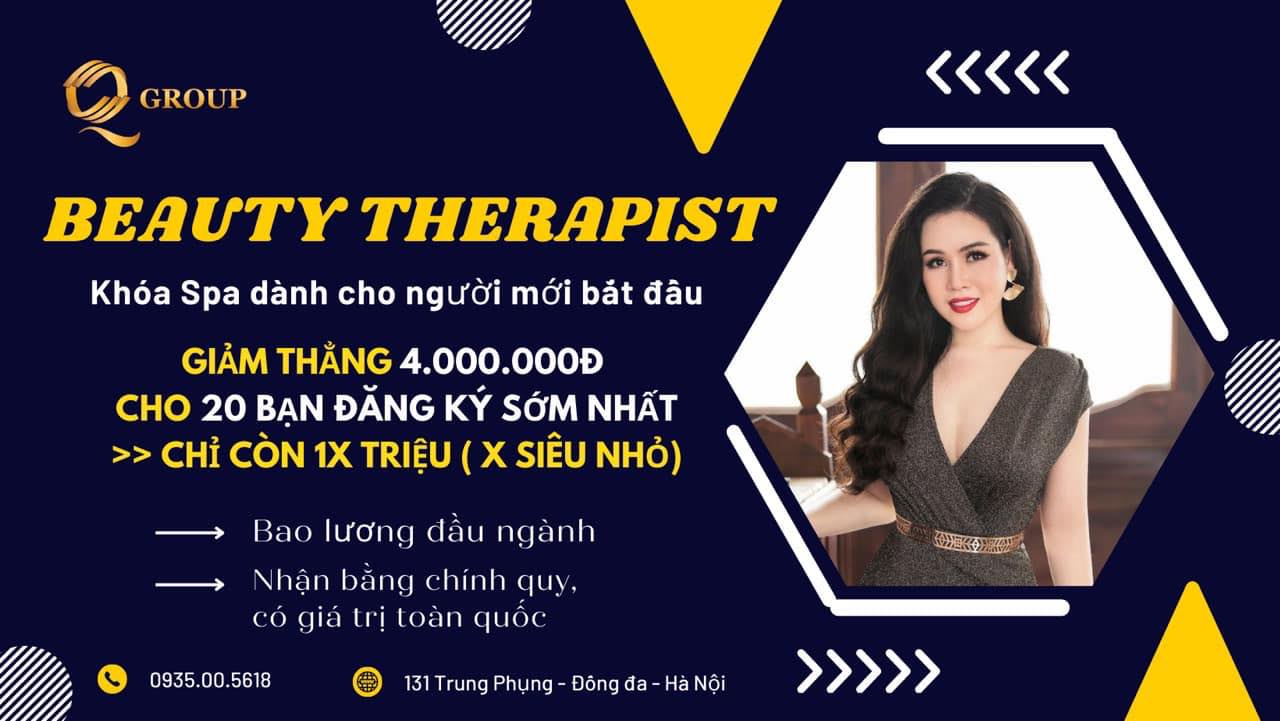 GROUP
BEAUTY THERAPIST
Khóa Spa dành cho người mới bắt đầu
GIẢM THẲNG 4.000.000Đ
CHO 20 BẠN ĐĂNG KÝ SỚM NHẤT
>> CHỈ CÒN 1X TRIỆU ( X SIÊU NHỎ)
Bao lương đầu ngành
Nhận bằng chính quy,
có giá trị toàn quốc
0935.00.5618
131 Trung Phụng - Đống đa - Hà Nội